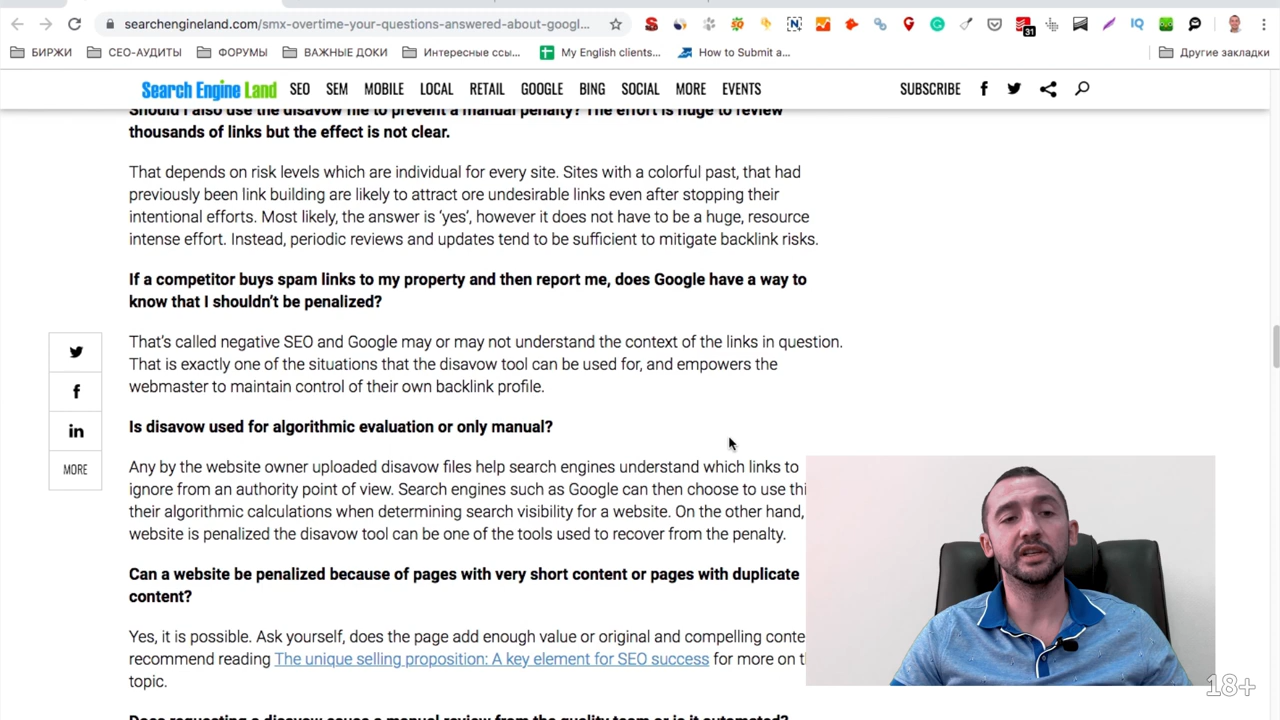 searchengineland.com/smx-overtime-your-questions-answered-about-googl...
31
БИРЖИ
СЕО-АУДИТЫ
ФОРУМЫ
ВАЖНЫЕ ДОКИ
Интересные ссы...
My English clients...
How to Submit a...
Другие закладки
Search Engine Land
SEO
SEM
MOBILE
LOCAL
RETAIL
GOOGLE
BING
SOCIAL
MORE
EVENTS
SUBSCRIBE
Should I also use the disavow file to prevent a manual penalty? The effort is huge to review
thousands of links but the effect is not clear.
That depends on risk levels which are individual for every site. Sites with a colorful past, that had
previously been link building are likely to attract ore undesirable links even after stopping their
intentional efforts. Most likely, the answer is ‘yes’, however it does not have to be a huge, resource
intense effort. Instead, periodic reviews and updates tend to be sufficient to mitigate backlink risks.
If a competitor buys spam links to my property and then report me, does Google have a way to
know that I shouldn’t be penalized?
That’s called negative SEO and Google may or may not understand the context of the links in question.
That is exactly one of the situations that the disavow tool can be used for, and empowers the
webmaster to maintain control of their own backlink profile.
MORE
Is disavow used for algorithmic evaluation or only manual?
Any by the website owner uploaded disavow files help search engines understand which links to
ignore from an authority point of view. Search engines such as Google can then choose to use thi
their algorithmic calculations when determining search visibility for a website. On the other hand,
website is penalized the disavow tool can be one of the tools used to recover from the penalty.
Can a website be penalized because of pages with very short content or pages with duplicate
content?
Yes, it is possible. Ask yourself, does the page add enough value or original and compelling conte
recommend reading The unique selling proposition: A key element for SEO success for more on t
topic.
Does requesting a disavow cause a manual review from the quality team or is it automated?
18+